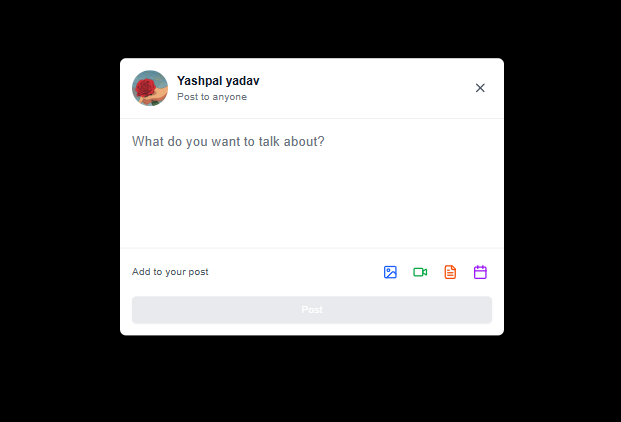 Yashpal yadav
Post to anyone
What do you want to talk about?
Add to your post
Post